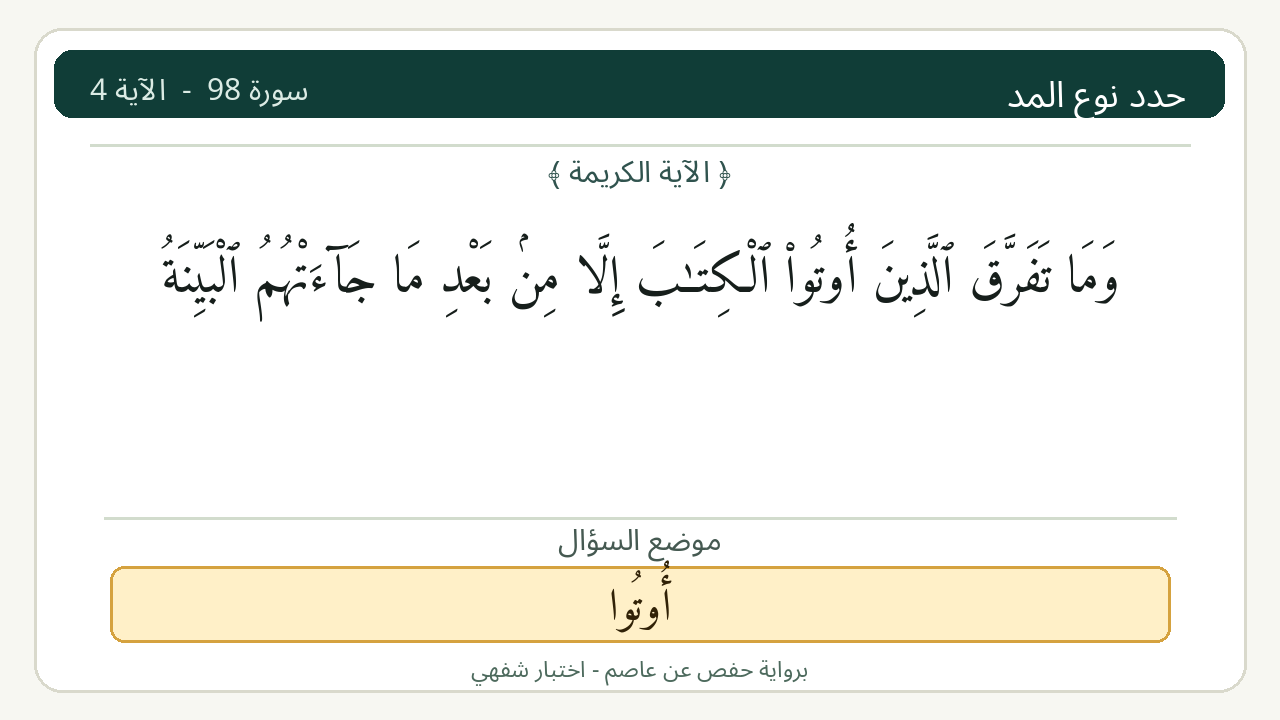 حدد نوع المد
سورة 98 - الآية 4
﴿ الآية الكريمة ﴾
وَمَا تَفَرَّقَ ٱلَّذِينَ أُوتُوا۟ ٱلْكِتَـٰبَ إِلَّا مِنۢ بَعْدِ مَا جَآءَتْهُمُ ٱلْبَيِّنَةُ
موضع السؤال
أُوتُوا
برواية حفص عن عاصم - اختبار شفهي